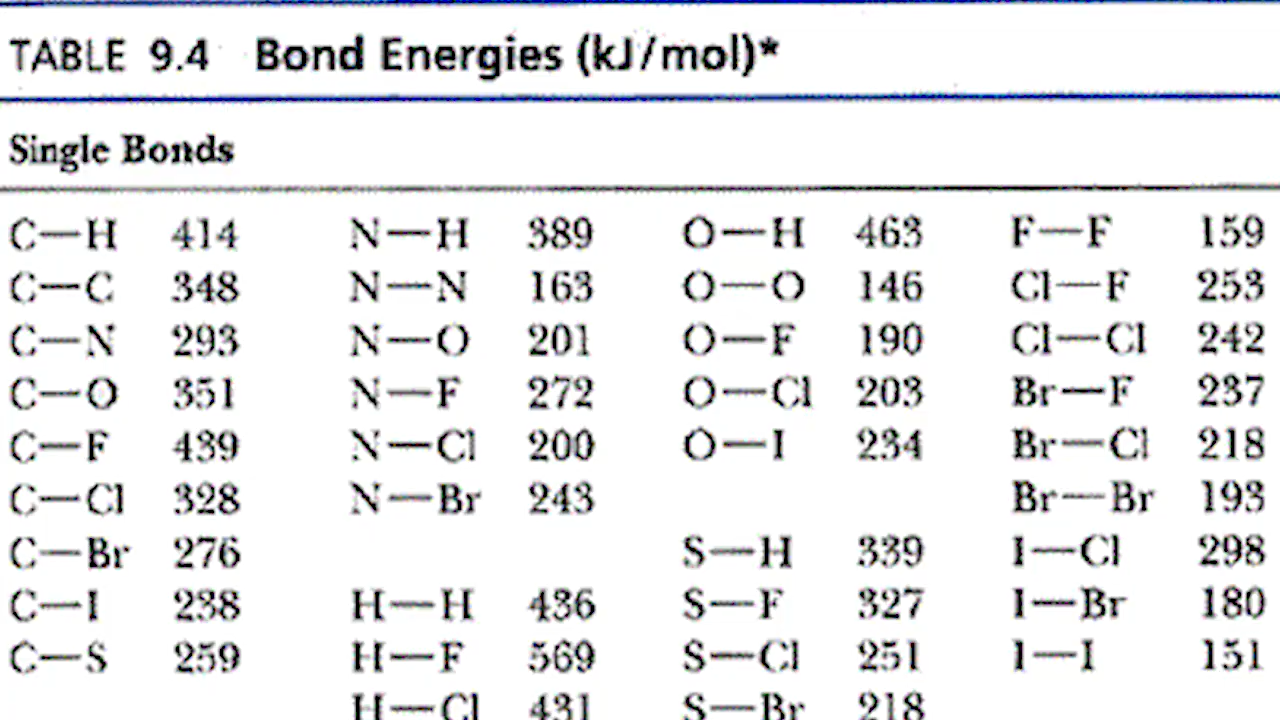 TABLE 9.4 Bond Energies (kJ/mol)*
Single Bonds
C—H 414 N—H 389 O—H 463 F—F 159
C—C 348 N—N 163 O—O 146 Cl—F 253
C—N 293 N—O 201 O—F 190 Cl—Cl 242
C—O 351 N—F 272 O—Cl 203 Br—F 237
C—F 439 N—Cl 200 O—I 234 Br—Cl 218
C—Cl 328 N—Br 243 Br—Br 193
C—Br 276 S—H 339 I—Cl 298
C—I 238 H—H 436 S—F 327 I—Br 180
C—S 259 H—F 569 S—Cl 251 I—I 151
H—Cl 431 S—Br 218